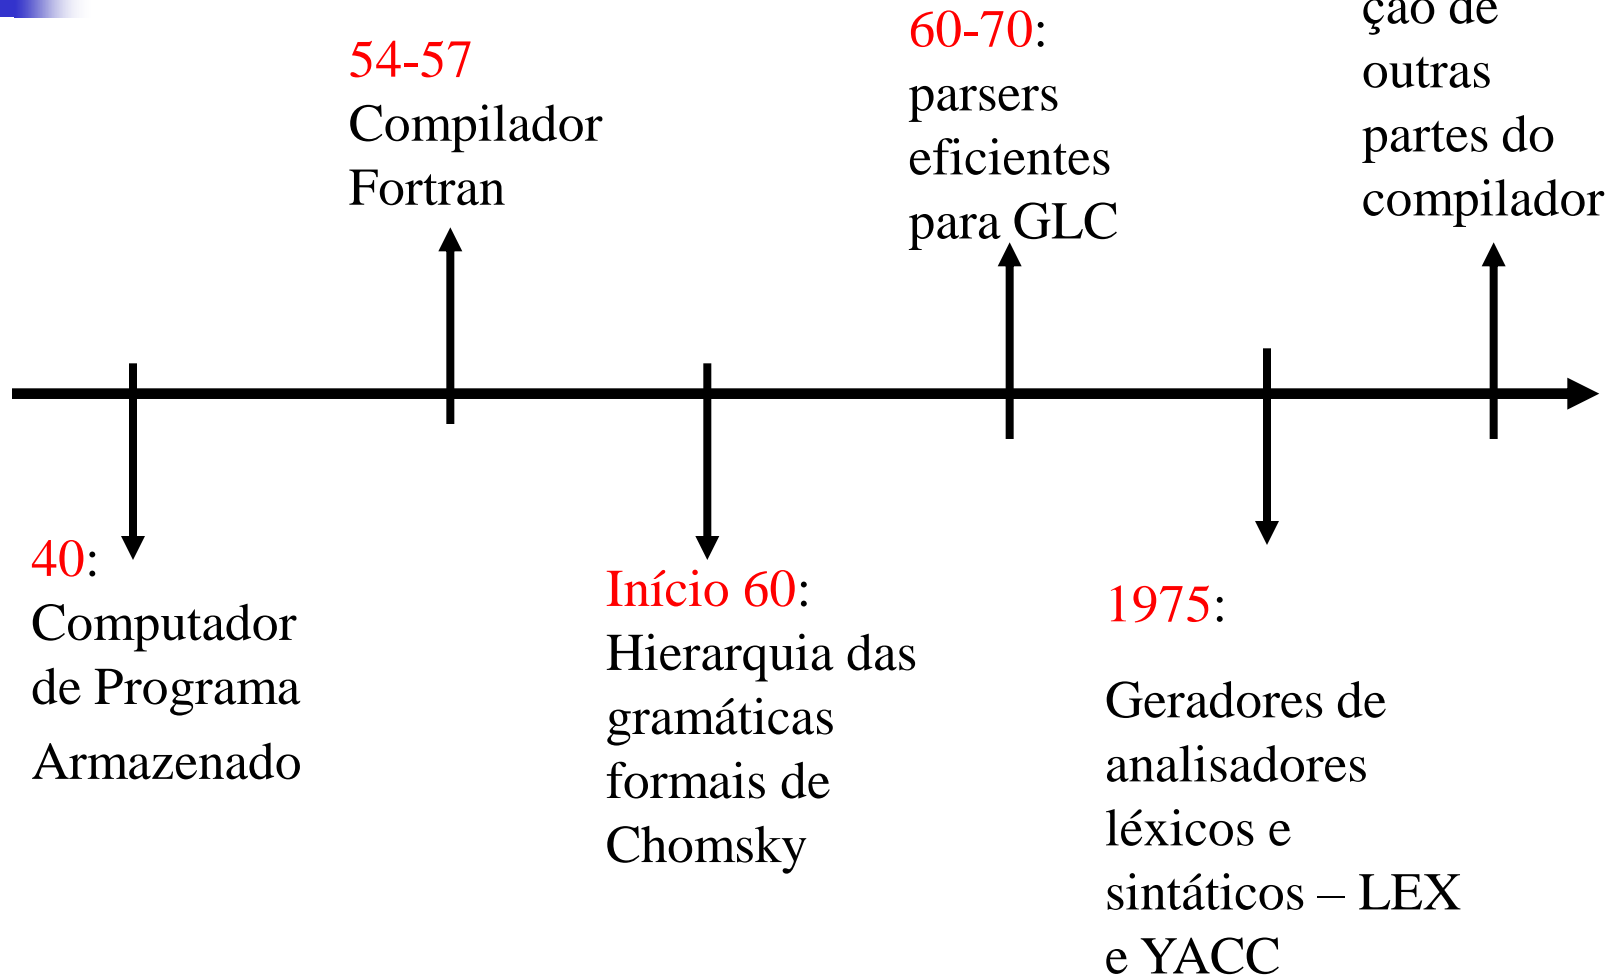 54-57
Compilador
Fortran
60-70:
parsers
eficientes
para GLC
ção de
outras
partes do
compilador
40:
Computador
de Programa
Armazenado
Início 60:
Hierarquia das
gramáticas
formais de
Chomsky
1975:
Geradores de
analisadores
léxicos e
sintáticos – LEX
e YACC